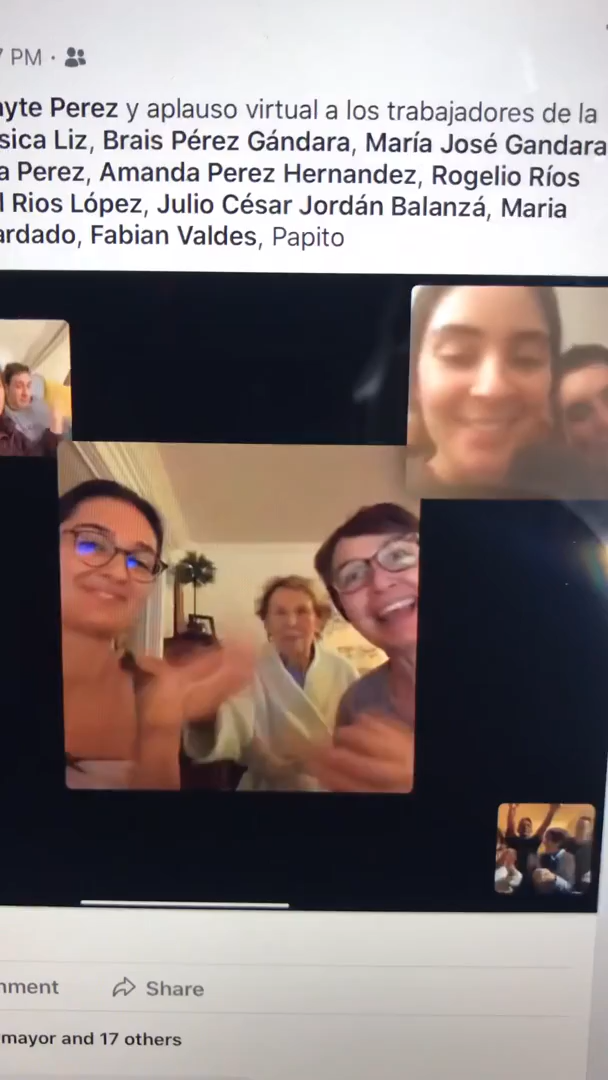 PM ·
yte Perez y aplauso virtual a los trabajadores de la
sica Liz, Brais Pérez Gándara, María José Gandara
a Perez, Amanda Perez Hernandez, Rogelio Ríos
l Rios López, Julio César Jordán Balanzá, Maria
ardado, Fabian Valdes, Papito
mment
Share
mayor and 17 others